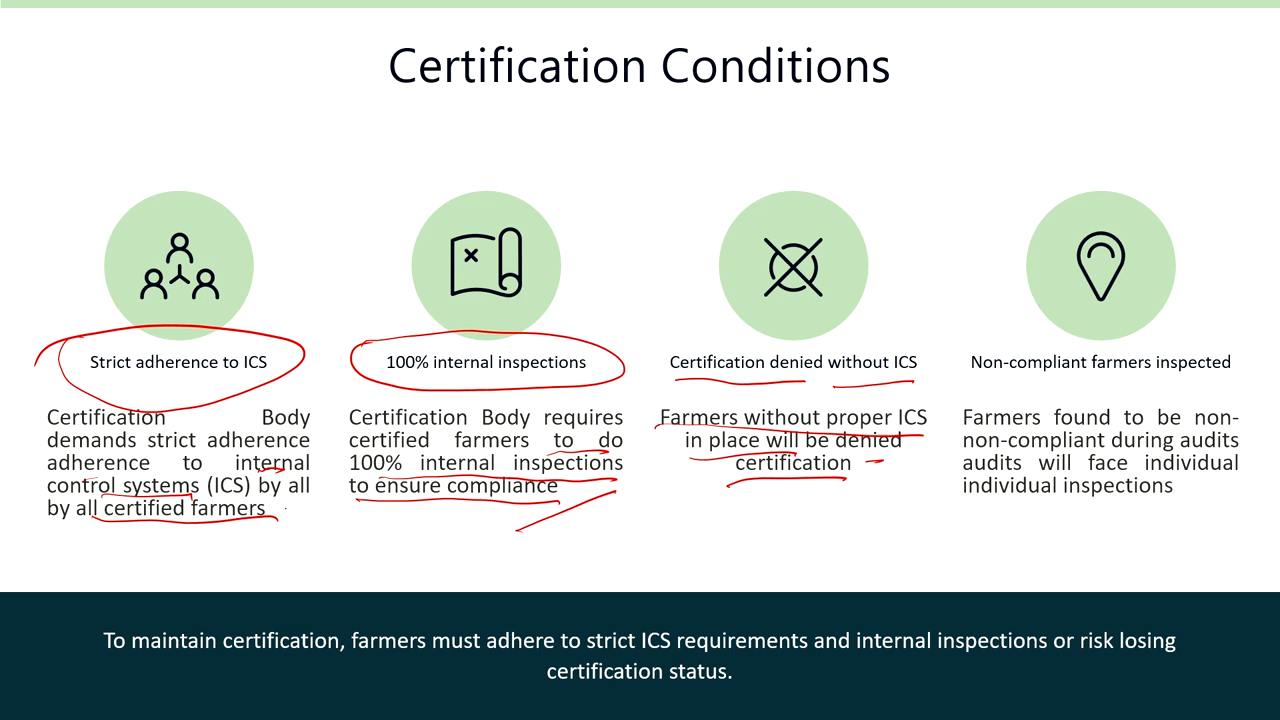 Certification Conditions
Strict adherence to ICS
Certification Body
demands strict adherence
adherence to internal
control systems (ICS) by all
by all certified farmers
100% internal inspections
Certification Body requires
certified farmers to do
100% internal inspections
to ensure compliance
Certification denied without ICS
Farmers without proper ICS
in place will be denied
certification
Non-compliant farmers inspected
Farmers found to be non-
non-compliant during audits
audits will face individual
individual inspections
To maintain certification, farmers must adhere to strict ICS requirements and internal inspections or risk losing
certification status.